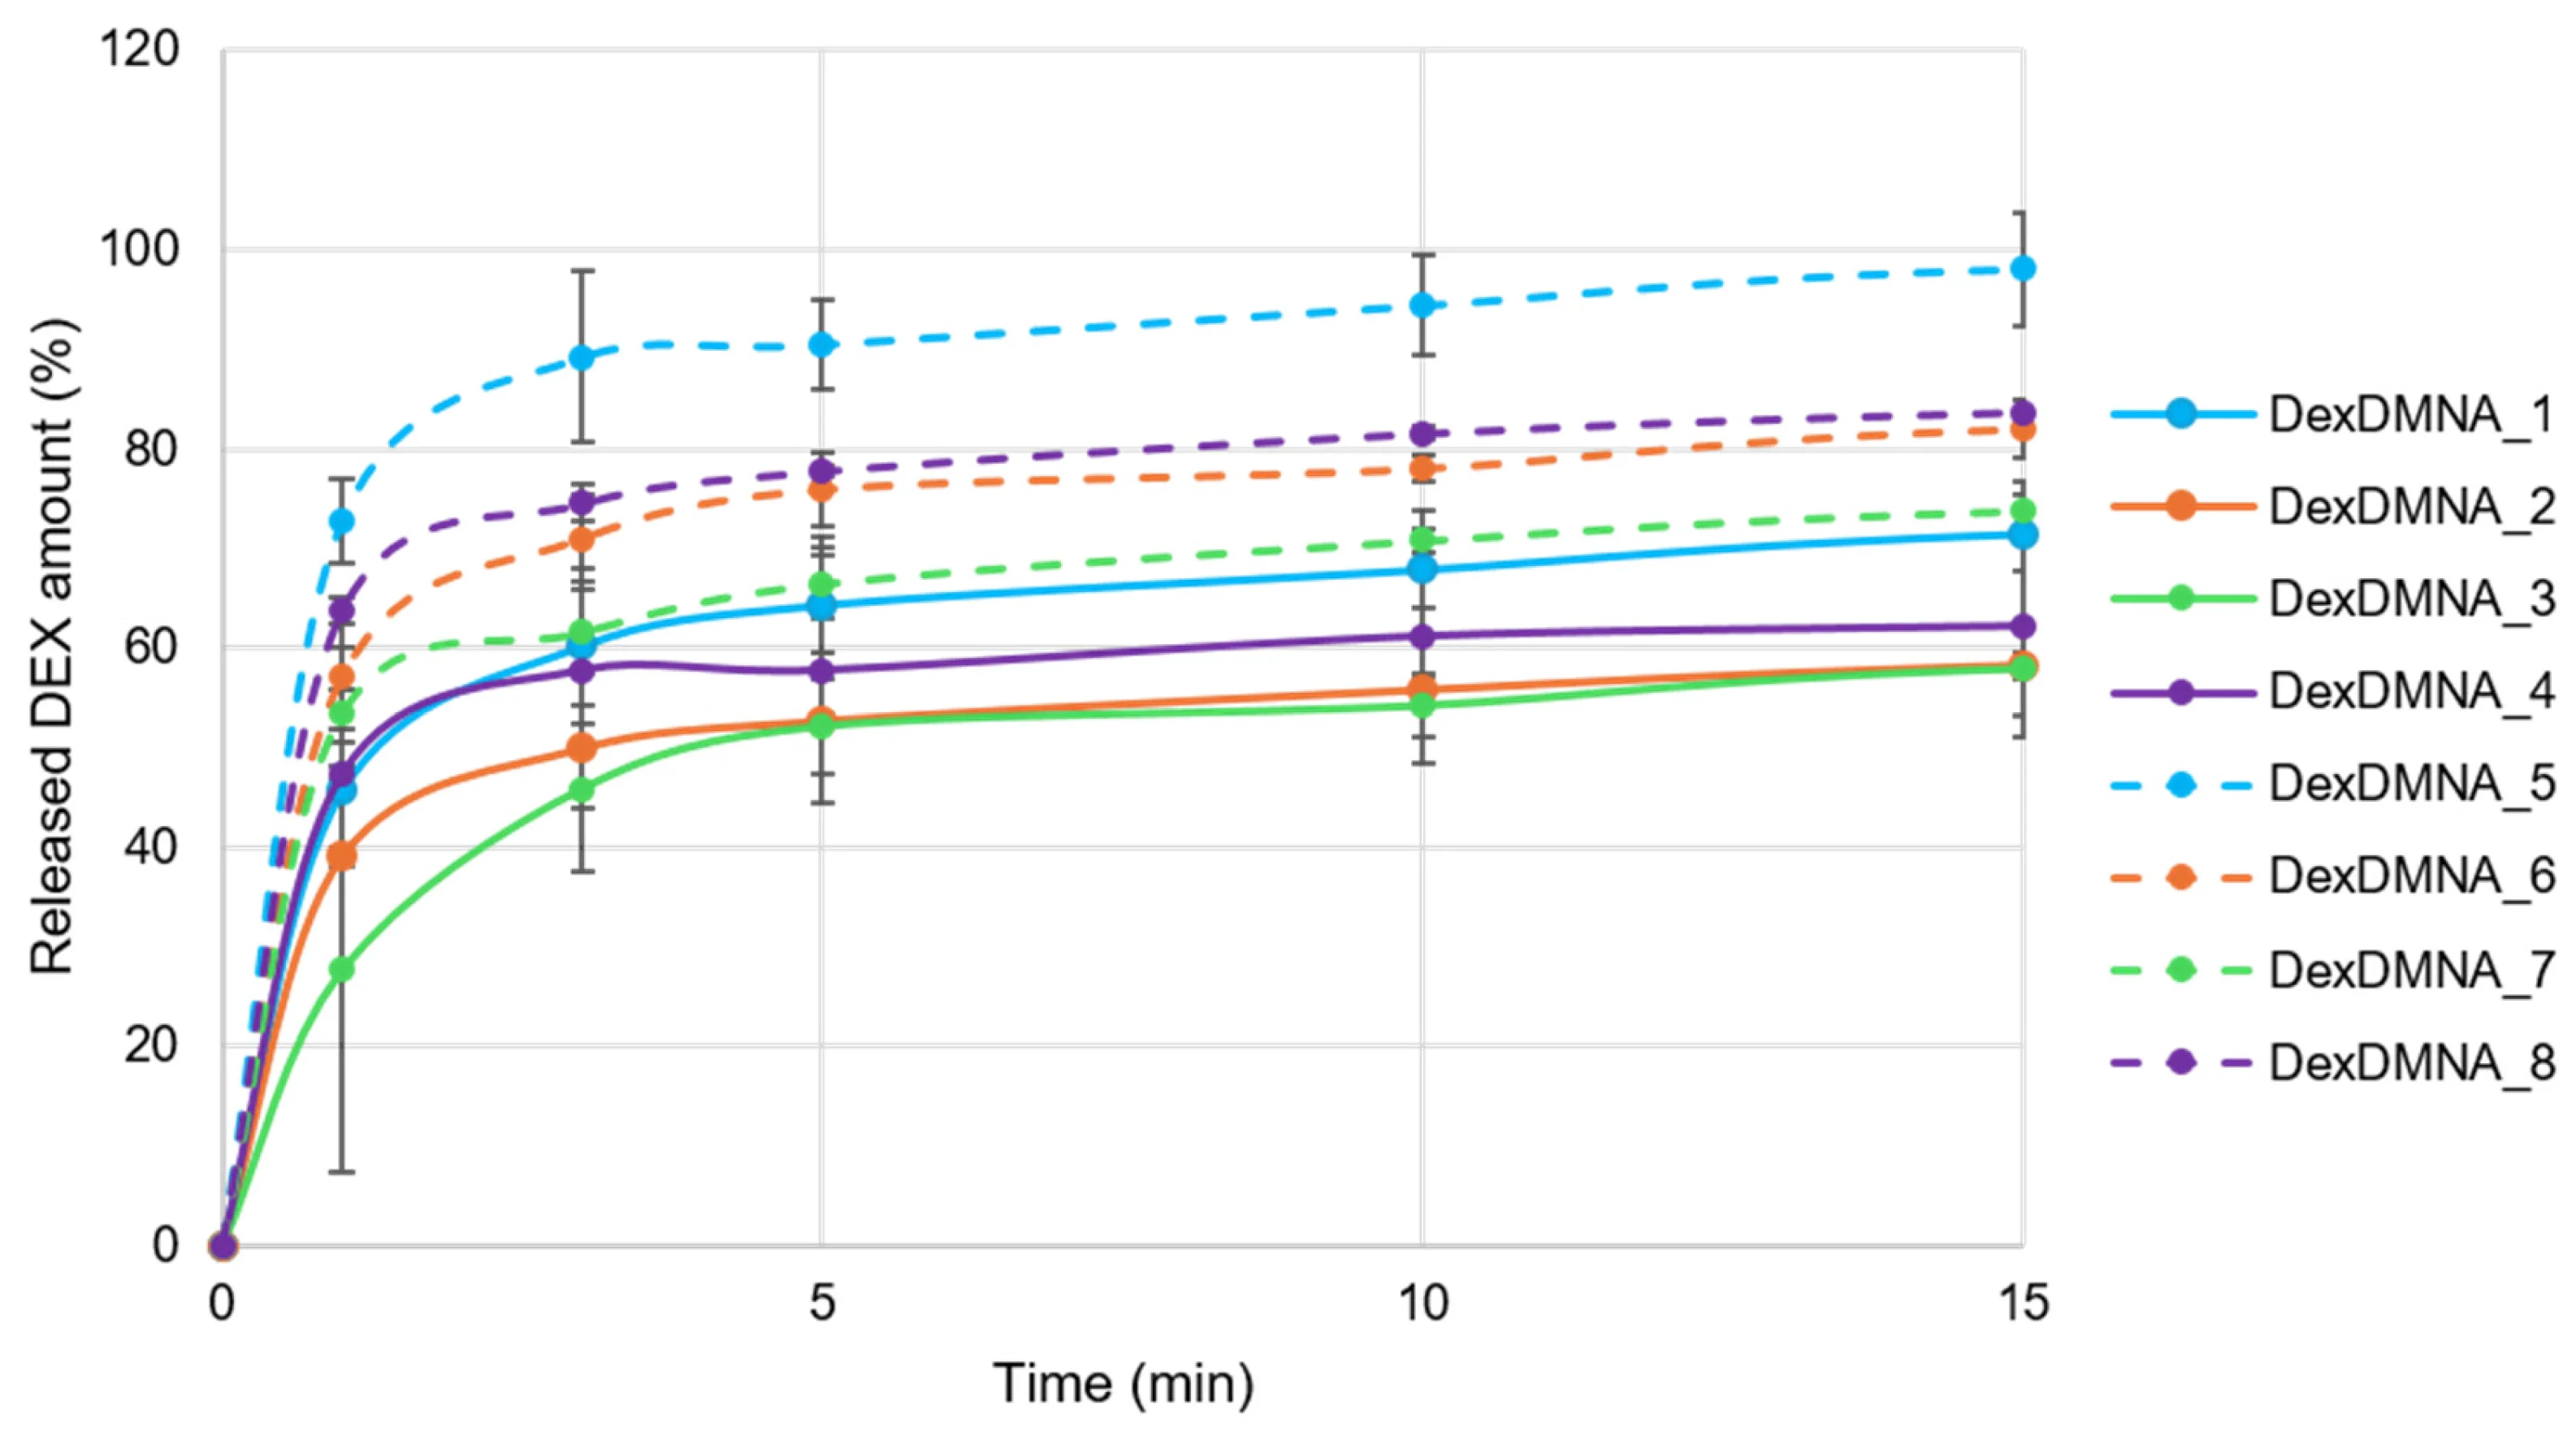 120
100
80
60
40
20
0
Released DEX amount (%)
0 5 10 15
Time (min)
DexDMNA_1
DexDMNA_2
DexDMNA_3
DexDMNA_4
DexDMNA_5
DexDMNA_6
DexDMNA_7
DexDMNA_8